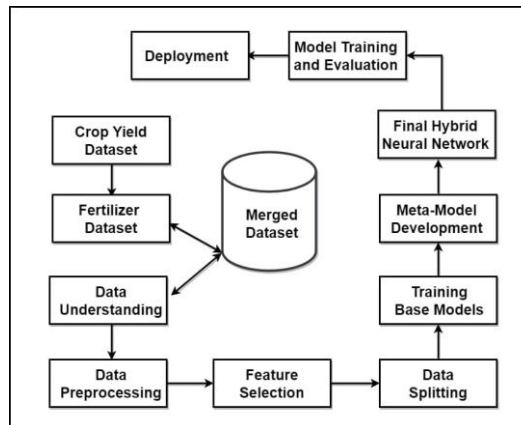 Deployment
Model Training
and Evaluation
Crop Yield
Dataset
Final Hybrid
Neural Network
Fertilizer
Dataset
Merged
Dataset
Meta-Model
Development
Data
Understanding
Training
Base Models
Data
Preprocessing
Feature
Selection
Data
Splitting